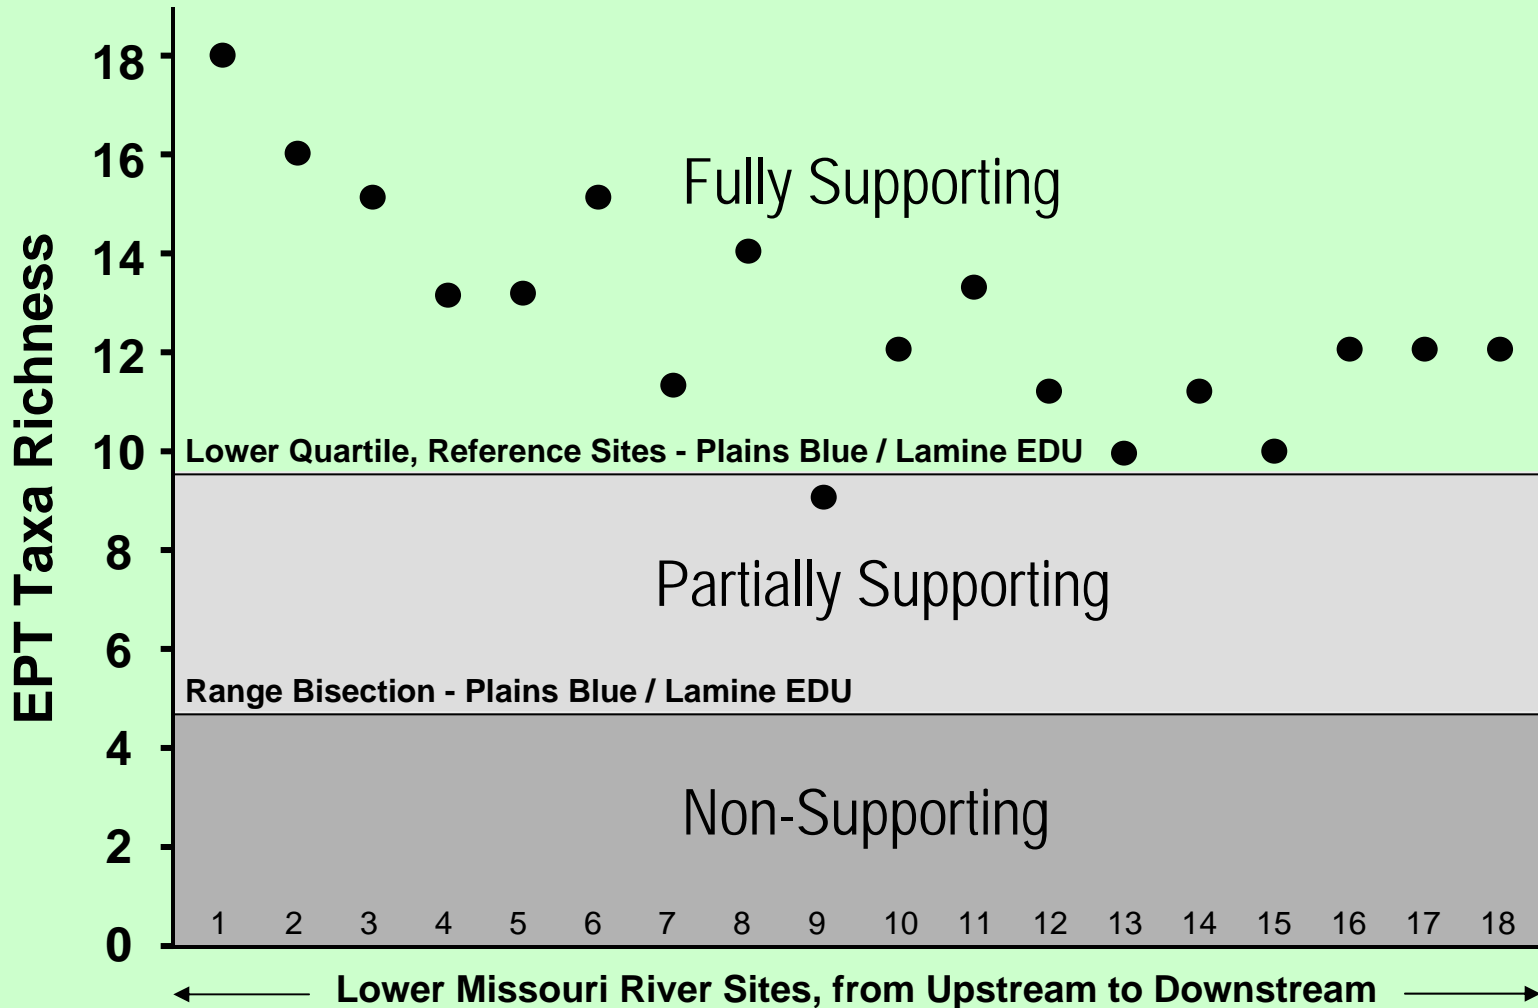 EPT Taxa Richness
18
16
14
12
10
8
6
4
2
0
Fully Supporting
Lower Quartile, Reference Sites - Plains Blue / Lamine EDU
Partially Supporting
Range Bisection - Plains Blue / Lamine EDU
Non-Supporting
1 2 3 4 5 6 7 8 9 10 11 12 13 14 15 16 17 18
Lower Missouri River Sites, from Upstream to Downstream